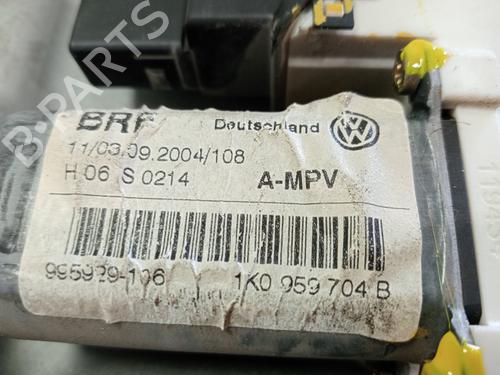 BRF Deutschland
11/03.09.2004/108
H 06 S 0214 A-MPV
995929-106 1K0 959 704 B
B-PARTS